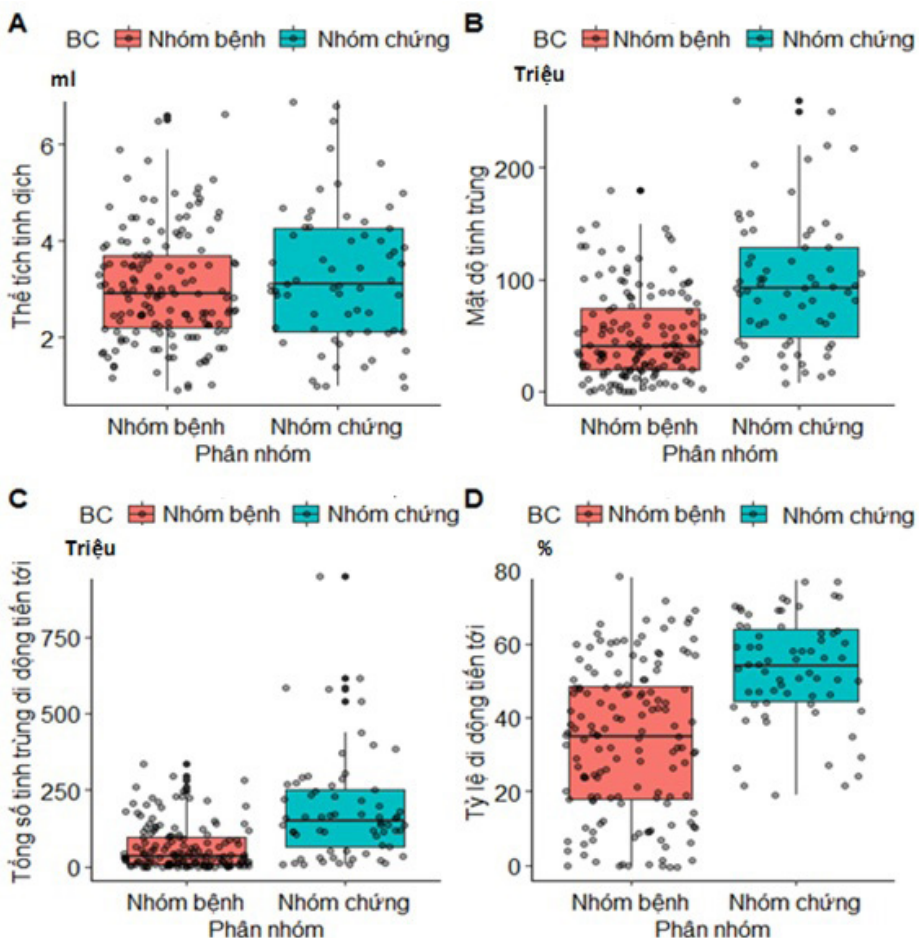 A
BC Nhóm bệnh Nhóm chứng
ml
Thể tích tinh dịch
6
4
2
Nhóm bệnh Nhóm chứng
Phân nhóm
B
BC Nhóm bệnh Nhóm chứng
Triệu
Mật độ tinh trùng
200
100
0
Nhóm bệnh Nhóm chứng
Phân nhóm
C
BC Nhóm bệnh Nhóm chứng
Triệu
Tổng số tinh trùng di động tiến tới
750
500
250
0
Nhóm bệnh Nhóm chứng
Phân nhóm
D
BC Nhóm bệnh Nhóm chứng
%
Tỷ lệ di động tiến tới
80
60
40
20
0
Nhóm bệnh Nhóm chứng
Phân nhóm